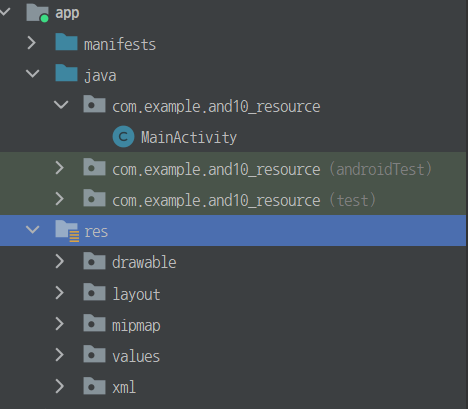 app
manifests
java
com.example.and10_resource
MainActivity
com.example.and10_resource (androidTest)
com.example.and10_resource (test)
res
drawable
layout
mipmap
values
xml